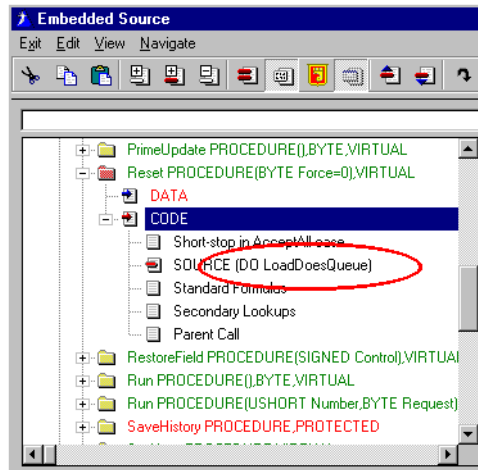 Embedded Source
Exit Edit View Navigate
PrimeUpdate PROCEDURE(),BYTE,VIRTUAL
Reset PROCEDURE(BYTE Force=0),VIRTUAL
DATA
CODE
Short-stop in AcceptAll case
SOURCE (DO LoadDoesQueue)
Standard Formulus
Secondary Lookups
Parent Call
RestoreField PROCEDURE(SIGNED Control),VIRTUA
Run PROCEDURE(),BYTE,VIRTUAL
Run PROCEDURE(USHORT Number,BYTE Request)
SaveHistory PROCEDURE,PROTECTED